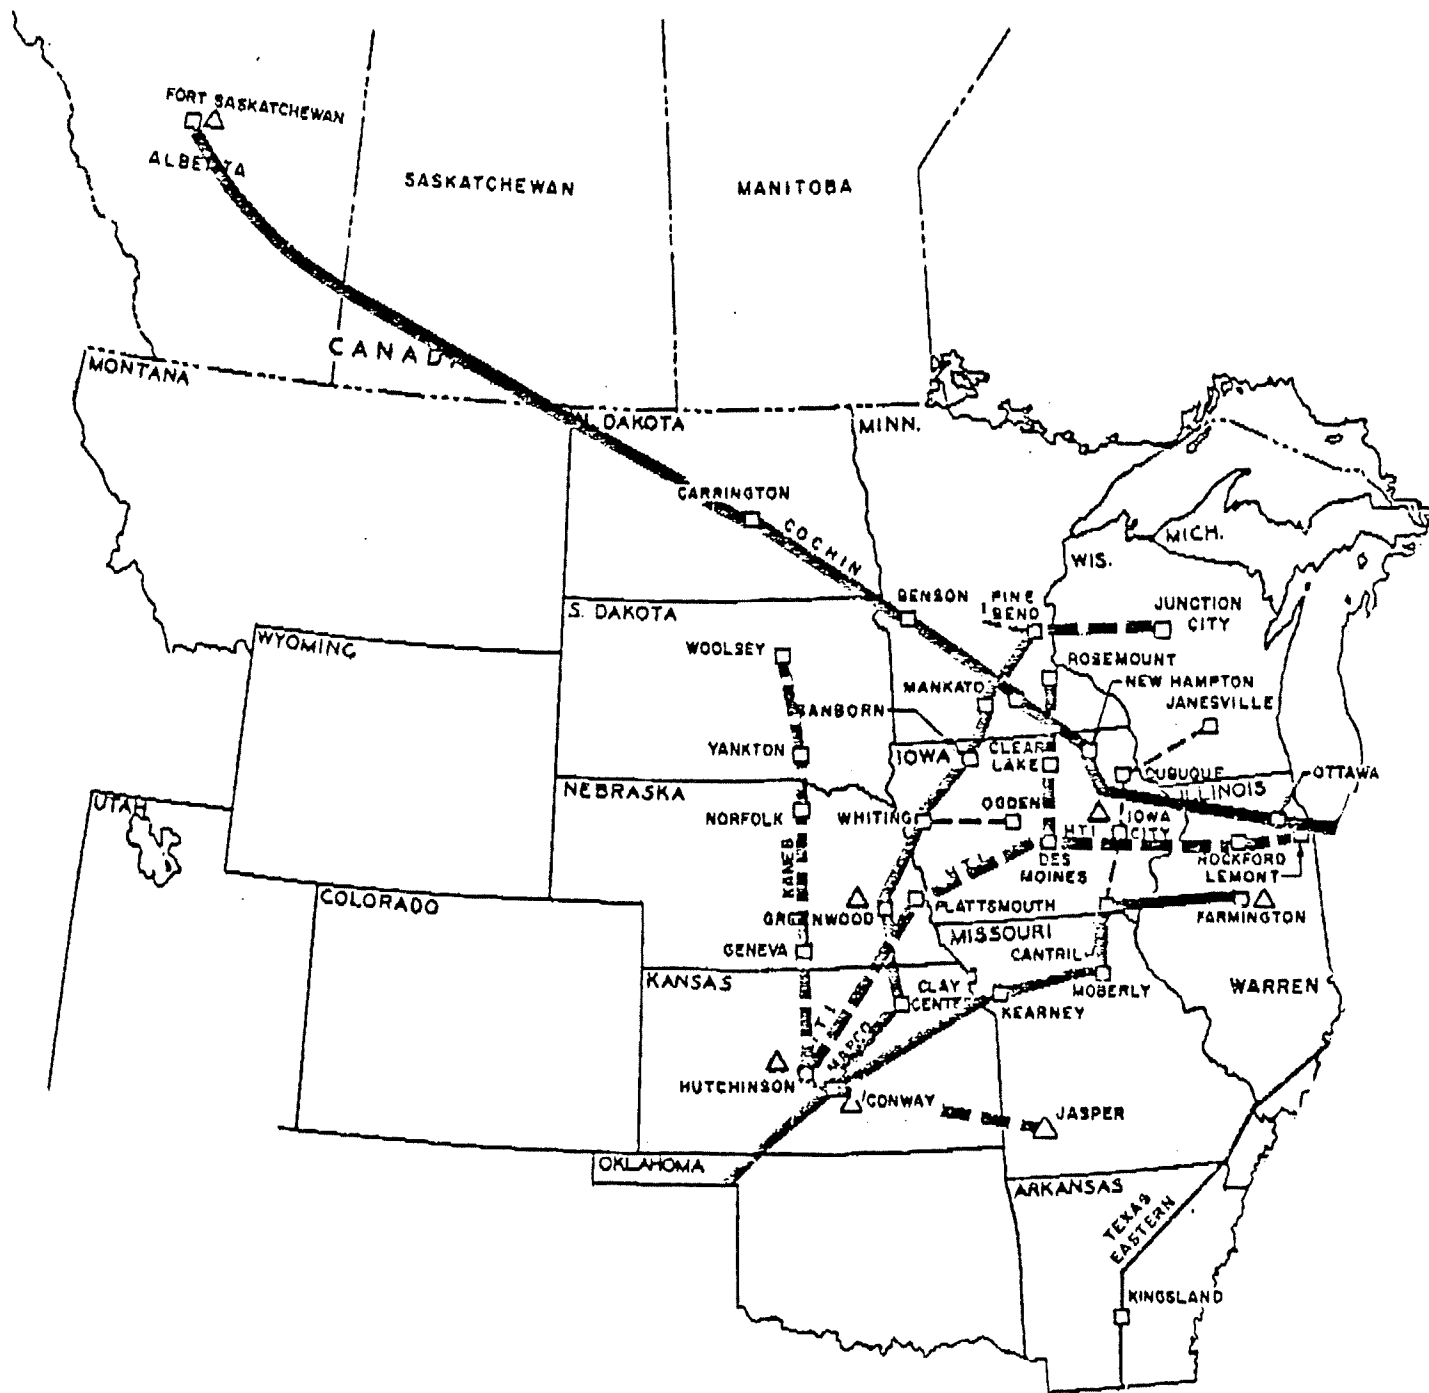 FORT SASKATCHEWAN
ALBERTA
SASKATCHEWAN
MANITOBA
CANADA
MONTANA
N. DAKOTA
MINN.
CARRINGTON
COCHIN
MICH.
WIS.
BENSON
PINE
BEND
JUNCTION
CITY
S. DAKOTA
WYOMING
WOOLSEY
ROSEMOUNT
MANKATO
NEW HAMPTON
JANESVILLE
SANBORN
YANKTON
IOWA
CLEAR
LAKE
DUBUQUE
OTTAWA
ILLINOIS
NEBRASKA
UTAH
NORFOLK
WHITING
OGDEN
HTI
IOWA
CITY
KANEB
HTI
DES
MOINES
ROCKFORD
LEMONT
COLORADO
GREENWOOD
PLATTSMOUTH
FARMINGTON
MISSOURI
GENEVA
CANTRIL
KANSAS
CLAY
CENTER
MOBERLY
WARREN
KEARNEY
MAPCO
HUTCHINSON
CONWAY
JASPER
OKLAHOMA
ARKANSAS
TEXAS
EASTERN
KINGSLAND